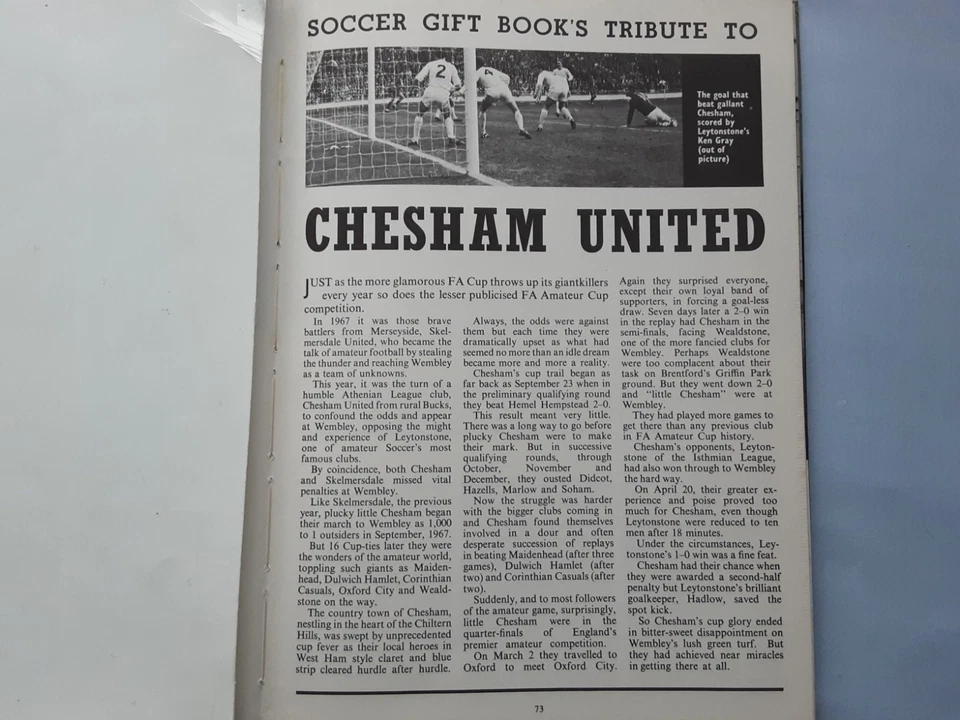 SOCCER GIFT BOOK'S TRIBUTE TO
2
4
The goal that
beat gallant
Chesham,
scored by
Leytonstone's
Ken Gray
(out of
picture)
CHESHAM UNITED
JUST as the more glamorous FA Cup throws up its giantkillers
every year so does the lesser publicised FA Amateur Cup
competition.
In 1967 it was those brave
battlers from Merseyside, Skel-
mersdale United, who became the
talk of amateur football by stealing
the thunder and reaching Wembley
as a team of unknowns.
This year, it was the turn of a
humble Athenian League club,
Chesham United from rural Bucks,
to confound the odds and appear
at Wembley, opposing the might
and experience of Leytonstone,
one of amateur Soccer's most
famous clubs.
By coincidence, both Chesham
and Skelmersdale missed vital
penalties at Wembley.
Like Skelmersdale, the previous
year, plucky little Chesham began
their march to Wembley as 1,000
to 1 outsiders in September, 1967.
But 16 Cup-ties later they were
the wonders of the amateur world,
toppling such giants as Maiden-
head, Dulwich Hamlet, Corinthian
Casuals, Oxford City and Weald-
stone on the way.
The country town of Chesham,
nestling in the heart of the Chiltern
Hills, was swept by unprecedented
cup fever as their local heroes in
West Ham style claret and blue
strip cleared hurdle after hurdle.
Always, the odds were against
them but each time they were
dramatically upset as what had
seemed no more than an idle dream
became more and more a reality.
Chesham's cup trail began as
far back as September 23 when in
the preliminary qualifying round
they beat Hemel Hempstead 2–0.
This result meant very little.
There was a long way to go before
plucky Chesham were to make
their mark. But in successive
qualifying rounds, through
October, November and
December, they ousted Didcot,
Hazells, Marlow and Soham.
Now the struggle was harder
with the bigger clubs coming in
and Chesham found themselves
involved in a dour and often
desperate succession of replays
in beating Maidenhead (after three
games), Dulwich Hamlet (after
two) and Corinthian Casuals (after
two).
Suddenly, and to most followers
of the amateur game, surprisingly,
little Chesham were in the
quarter-finals of England's
premier amateur competition.
On March 2 they travelled to
Oxford to meet Oxford City.
Again they surprised everyone,
except their own loyal band of
supporters, in forcing a goal-less
draw. Seven days later a 2–0 win
in the replay had Chesham in the
semi-finals, facing Wealdstone,
one of the more fancied clubs for
Wembley. Perhaps Wealdstone
were too complacent about their
task on Brentford's Griffin Park
ground. But they went down 2–0
and "little Chesham" were at
Wembley.
They had played more games to
get there than any previous club
in FA Amateur Cup history.
Chesham's opponents, Leyton-
stone of the Isthmian League,
had also won through to Wembley
the hard way.
On April 20, their greater ex-
perience and poise proved too
much for Chesham, even though
Leytonstone were reduced to ten
men after 18 minutes.
Under the circumstances, Ley-
tonstone's 1–0 win was a fine feat.
Chesham had their chance when
they were awarded a second-half
penalty but Leytonstone's brilliant
goalkeeper, Hadlow, saved the
spot kick.
So Chesham's cup glory ended
in bitter-sweet disappointment on
Wembley's lush green turf. But
they had achieved near miracles
in getting there at all.
73